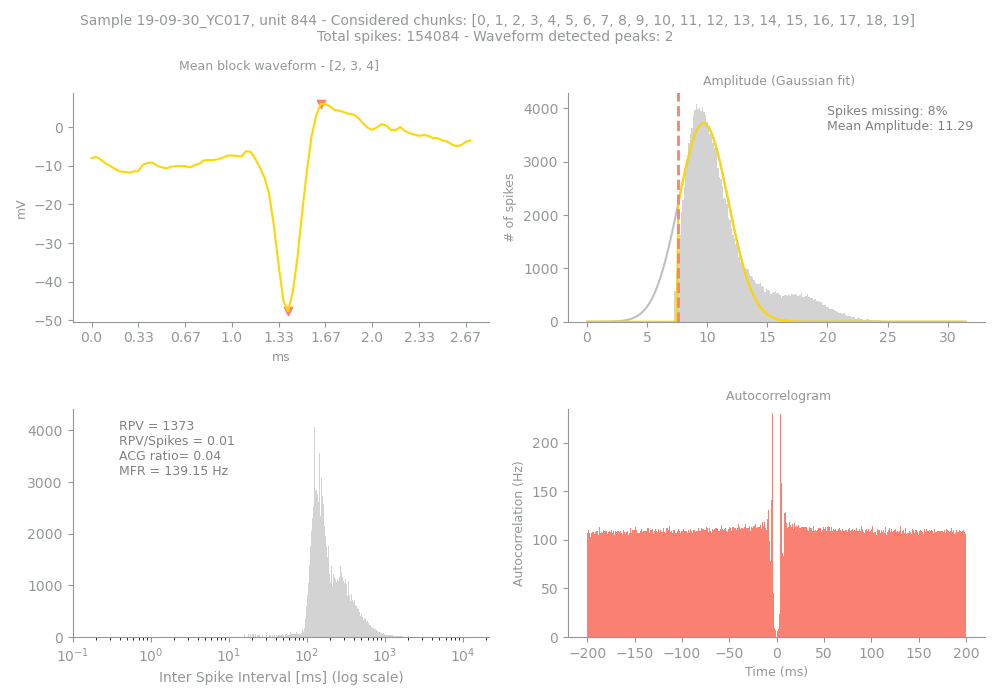 Sample 19-09-30_YC017, unit 844 - Considered chunks: [0, 1, 2, 3, 4, 5, 6, 7, 8, 9, 10, 11, 12, 13, 14, 15, 16, 17, 18, 19]
Total spikes: 154084 - Waveform detected peaks: 2
Mean block waveform - [2, 3, 4]
0
−10
−20
−30
−40
−50
mV
0.0 0.33 0.67 1.0 1.33 1.67 2.0 2.33 2.67
ms
Amplitude (Gaussian fit)
Spikes missing: 8%
Mean Amplitude: 11.29
4000
3000
2000
1000
0
# of spikes
0 5 10 15 20 25 30
RPV = 1373
RPV/Spikes = 0.01
ACG ratio= 0.04
MFR = 139.15 Hz
4000
3000
2000
1000
0
10⁻¹ 10⁰ 10¹ 10² 10³ 10⁴
Inter Spike Interval [ms] (log scale)
Autocorrelogram
200
150
100
50
0
Autocorrelation (Hz)
−200 −150 −100 −50 0 50 100 150 200
Time (ms)